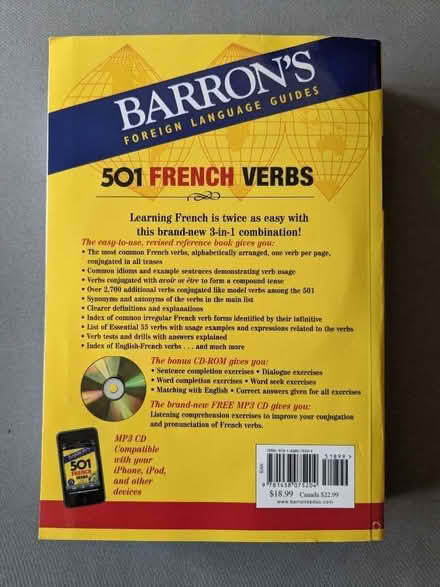 BARRON'S
FOREIGN LANGUAGE GUIDES
501 FRENCH VERBS
Learning French is twice as easy with
this brand-new 3-in-1 combination!
The easy-to-use, revised reference book gives you:
• The most common French verbs, alphabetically arranged, one verb per page,
conjugated in all tenses
• Common idioms and example sentences demonstrating verb usage
• Verbs conjugated with avoir or être to form a compound tense
• Over 2,700 additional verbs conjugated like model verbs among the 501
• Synonyms and antonyms of the verbs in the main list
• Clearer definitions and explanations
• Index of common irregular French verb forms identified by their infinitive
• List of Essential 55 verbs with usage examples and expressions related to the verbs
• Verb tests and drills with answers explained
• Index of English-French verbs . . . and much more
The bonus CD-ROM gives you:
• Sentence completion exercises • Dialogue exercises
• Word completion exercises • Word seek exercises
• Matching with English • Correct answers given for all exercises
The brand-new FREE MP3 CD gives you:
Listening comprehension exercises to improve your conjugation
and pronunciation of French verbs.
MP3 CD
Compatible
with your
iPhone, iPod,
and other
devices
501
FRENCH
VERBS
EAN
51899
9 781438 075204
$18.99 Canada $22.99
www.barronseduc.com